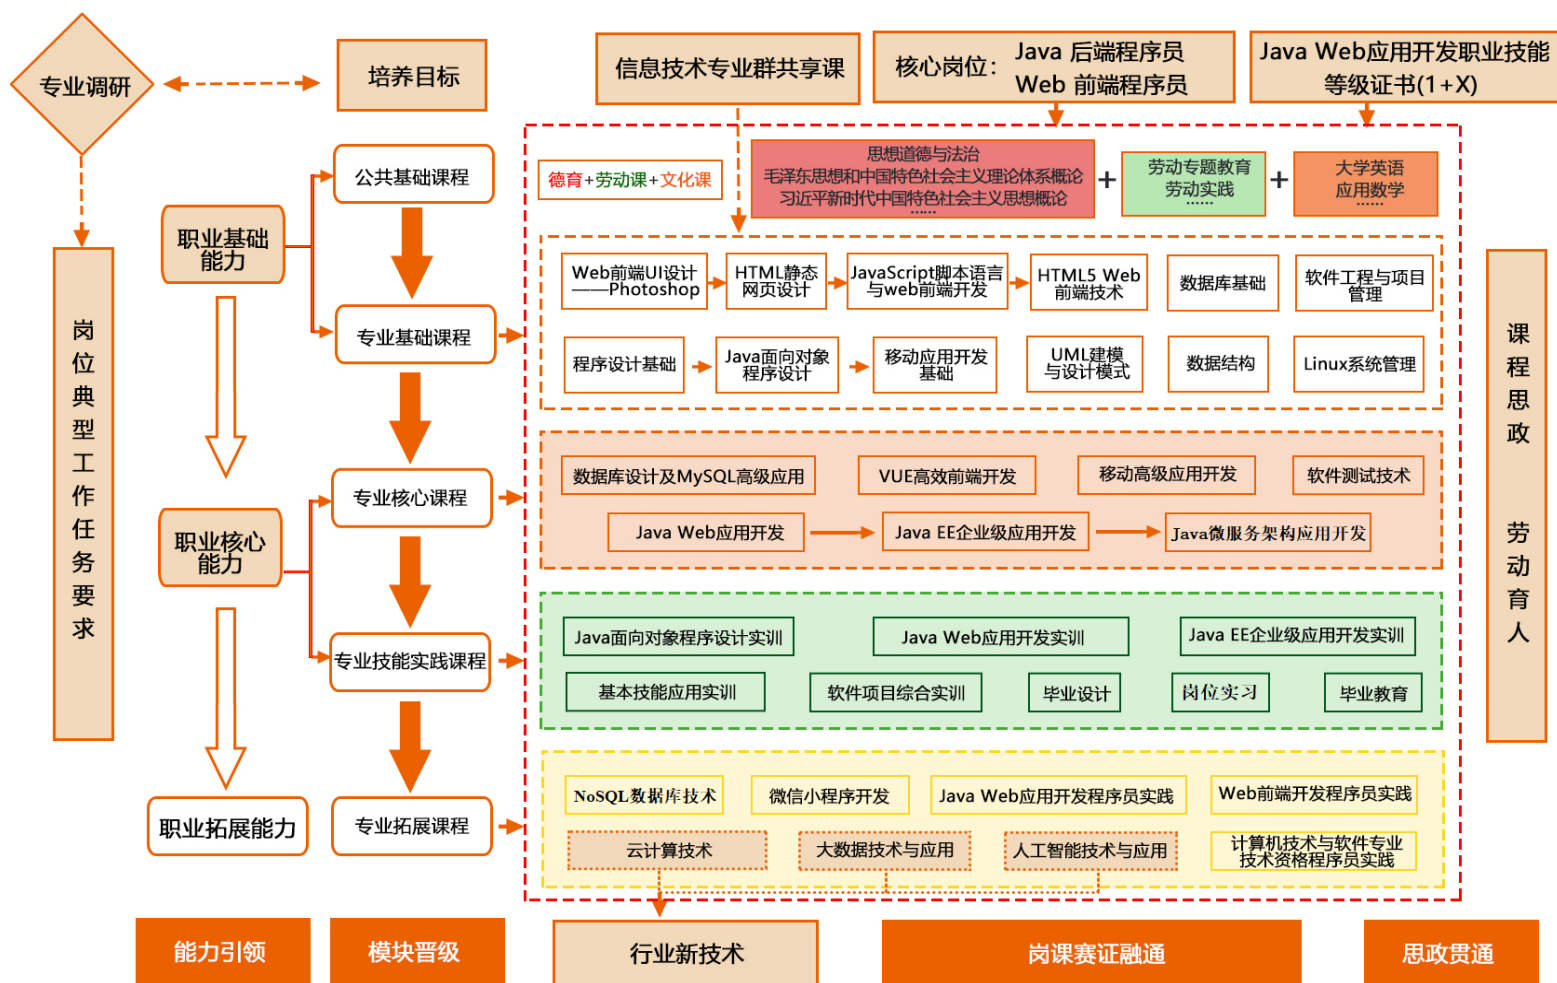 专业调研
培养目标
信息技术专业群共享课
核心岗位： Java 后端程序员
Web 前端程序员
Java Web应用开发职业技能
等级证书(1+X)
公共基础课程
德育+劳动课+文化课
思想道德与法治
毛泽东思想和中国特色社会主义理论体系概论
习近平新时代中国特色社会主义思想概论
……
+
劳动专题教育
劳动实践
……
+
大学英语
应用数学
……
职业基础
能力
专业基础课程
Web前端UI设计
——Photoshop
HTML静态
网页设计
JavaScript脚本语言
与web前端开发
HTML5 Web
前端技术
数据库基础
软件工程与项目
管理
程序设计基础
Java面向对象
程序设计
移动应用开发
基础
UML建模
与设计模式
数据结构
Linux系统管理
岗位典型工作任务要求
课程思政 劳动育人
职业核心
能力
专业核心课程
数据库设计及MySQL高级应用
VUE高效前端开发
移动高级应用开发
软件测试技术
Java Web应用开发
Java EE企业级应用开发
Java微服务架构应用开发
专业技能实践课程
Java面向对象程序设计实训
Java Web应用开发实训
Java EE企业级应用开发实训
基本技能应用实训
软件项目综合实训
毕业设计
岗位实习
毕业教育
职业拓展能力
专业拓展课程
NoSQL数据库技术
微信小程序开发
Java Web应用开发程序员实践
Web前端开发程序员实践
云计算技术
大数据技术与应用
人工智能技术与应用
计算机技术与软件专业
技术资格程序员实践
能力引领
模块晋级
行业新技术
岗课赛证融通
思政贯通